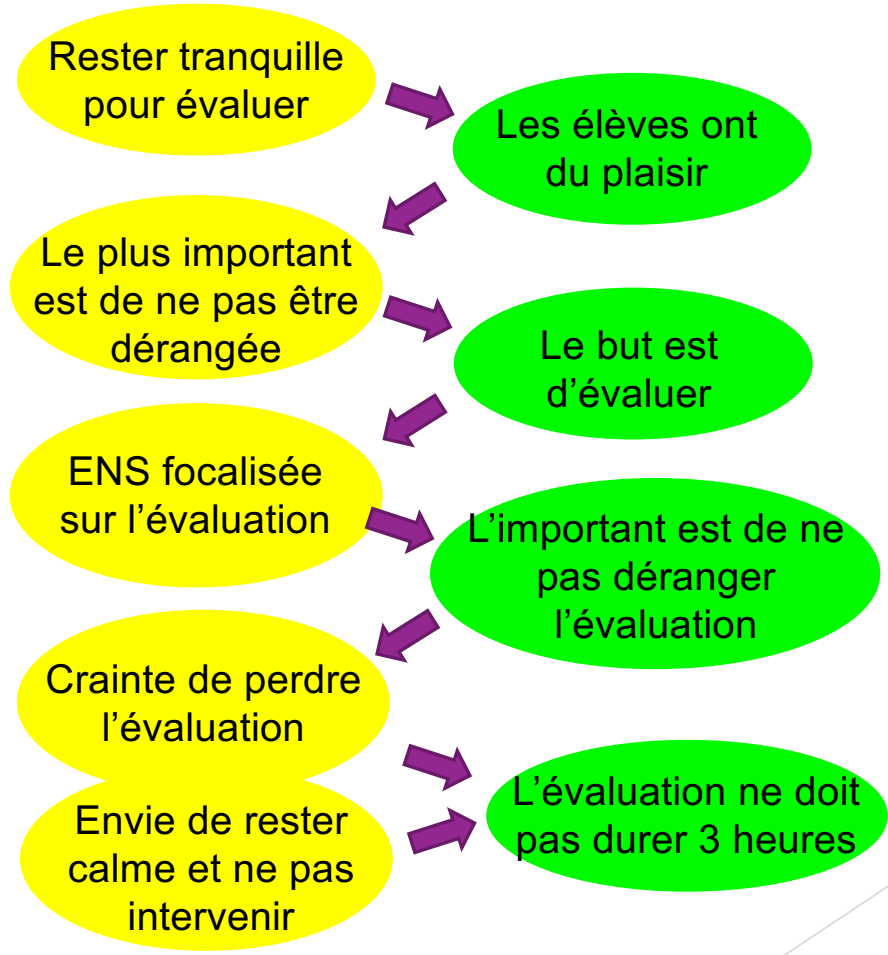 Rester tranquille
pour évaluer
Les élèves ont
du plaisir
Le plus important
est de ne pas être
dérangée
Le but est
d’évaluer
ENS focalisée
sur l’évaluation
L’important est de ne
pas déranger
l’évaluation
Crainte de perdre
l’évaluation
Envie de rester
calme et ne pas
intervenir
L’évaluation ne doit
pas durer 3 heures